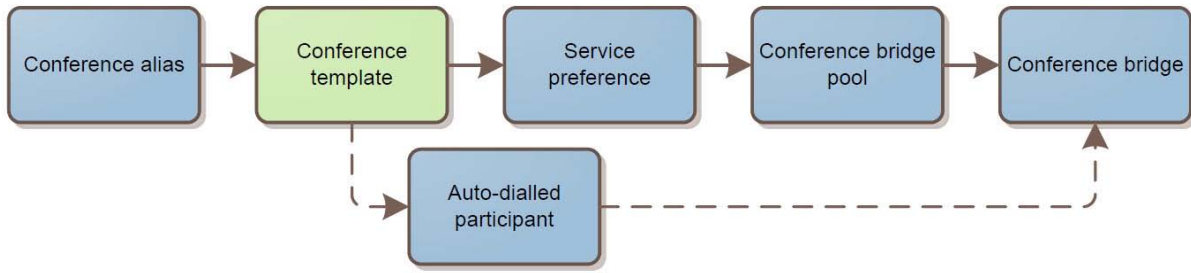 Conference alias
Conference
template
Service
preference
Conference bridge
pool
Conference bridge
Auto-dialled
participant